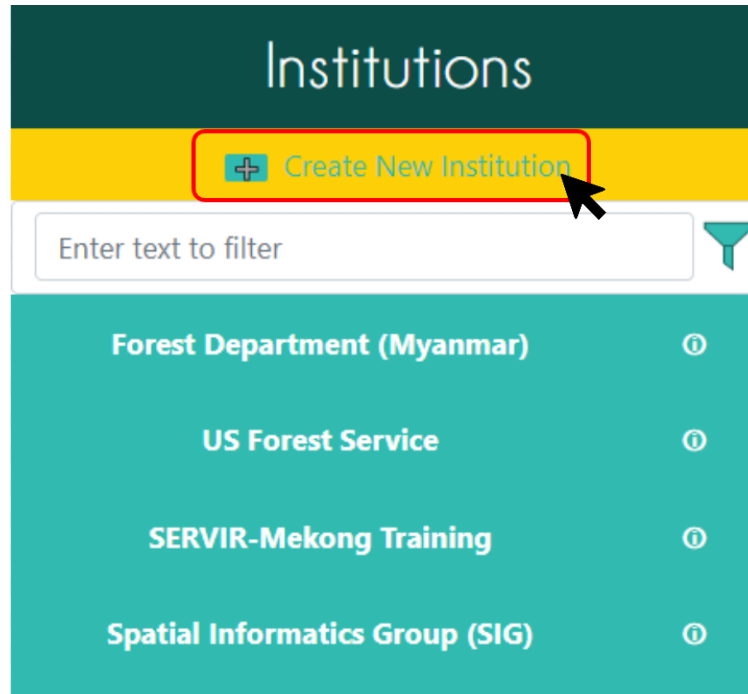 Institutions
Create New Institution
Enter text to filter
Forest Department (Myanmar)
US Forest Service
SERVIR-Mekong Training
Spatial Informatics Group (SIG)